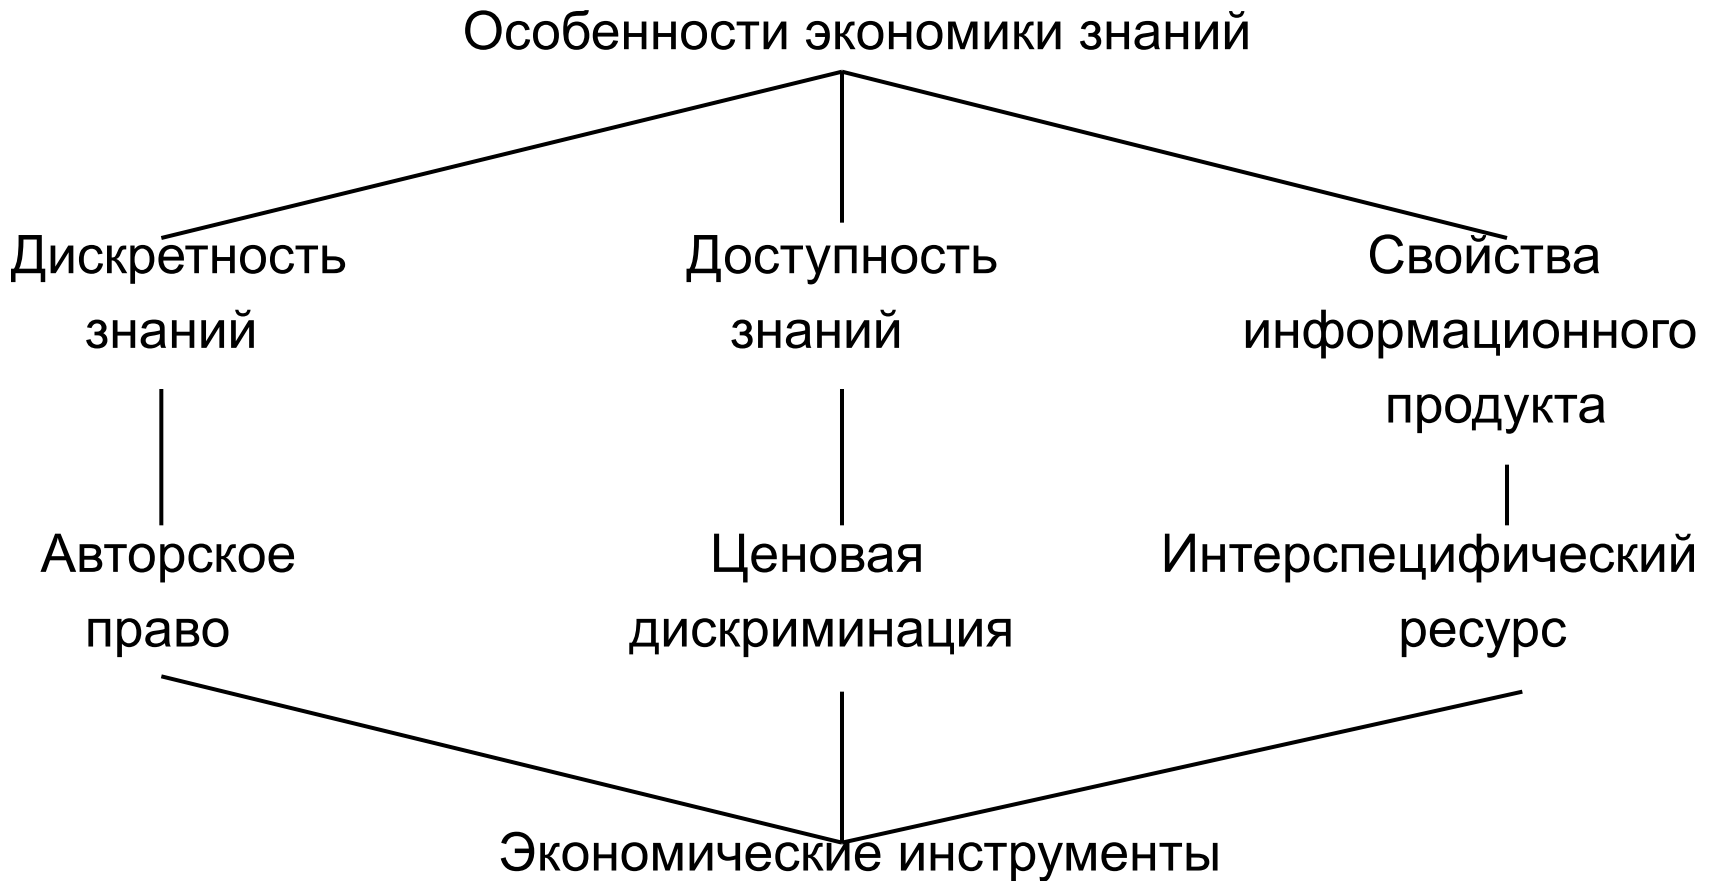 Особенности экономики знаний
Дискретность
знаний
Доступность
знаний
Свойства
информационного
продукта
Авторское
право
Ценовая
дискриминация
Интерспецифический
ресурс
Экономические инструменты